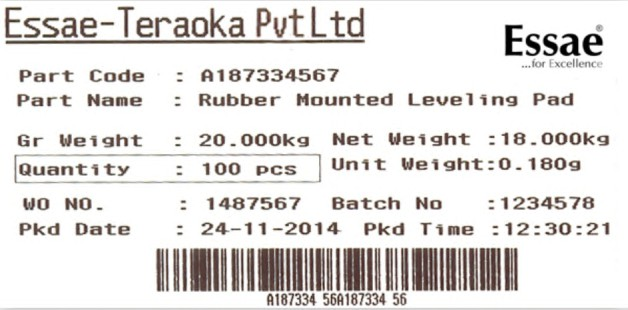 Essae-Teraoka Pvt Ltd
Essae®
...for Excellence
Part Code : A187334567
Part Name : Rubber Mounted Leveling Pad
Gr Weight : 20.000kg Net Weight :18.000kg
Quantity : 100 pcs Unit Weight:0.180g
WO NO. : 1487567 Batch No :1234578
Pkd Date : 24-11-2014 Pkd Time :12:30:21
A187334 56A187334 56